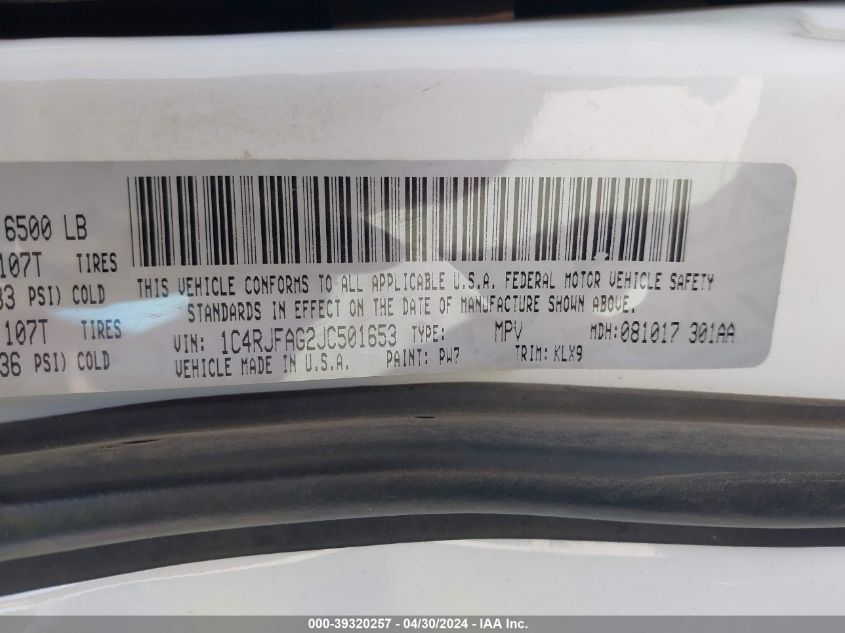 6500 LB
107T TIRES
33 PSI) COLD
107T TIRES
36 PSI) COLD
THIS VEHICLE CONFORMS TO ALL APPLICABLE U.S.A. FEDERAL MOTOR VEHICLE SAFETY
STANDARDS IN EFFECT ON THE DATE OF MANUFACTURE SHOWN ABOVE.
VIN: 1C4RJFAG2JC501653 TYPE: MPV MDH:081017 301AA
VEHICLE MADE IN U.S.A. PAINT: PW7 TRIM: KLX9
000-39320257 - 04/30/2024 - IAA Inc.